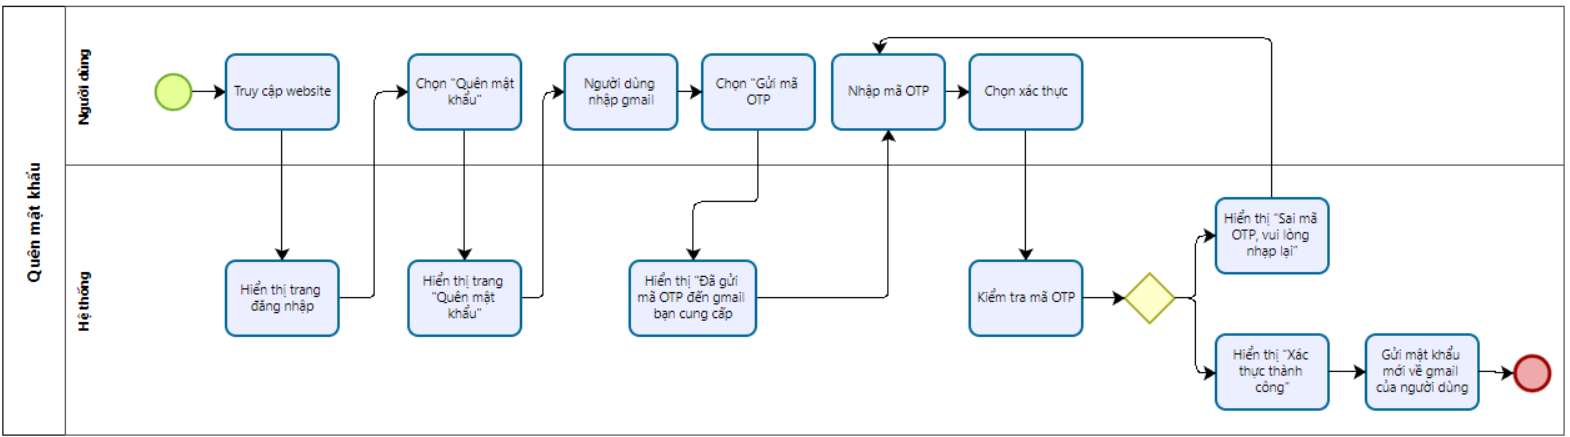 Quên mật khẩu
Người dùng
Truy cập website
Chọn "Quên mật
khẩu"
Người dùng
nhập gmail
Chọn "Gửi mã
OTP
Nhập mã OTP
Chọn xác thực
Hệ thống
Hiển thị trang
đăng nhập
Hiển thị trang
"Quên mật
khẩu"
Hiển thị "Đã gửi
mã OTP đến gmail
bạn cung cấp
Kiểm tra mã OTP
Hiển thị "Sai mã
OTP, vui lòng
nhạp lại"
Hiển thị "Xác
thực thành
công"
Gửi mật khẩu
mới về gmail
của người dùng